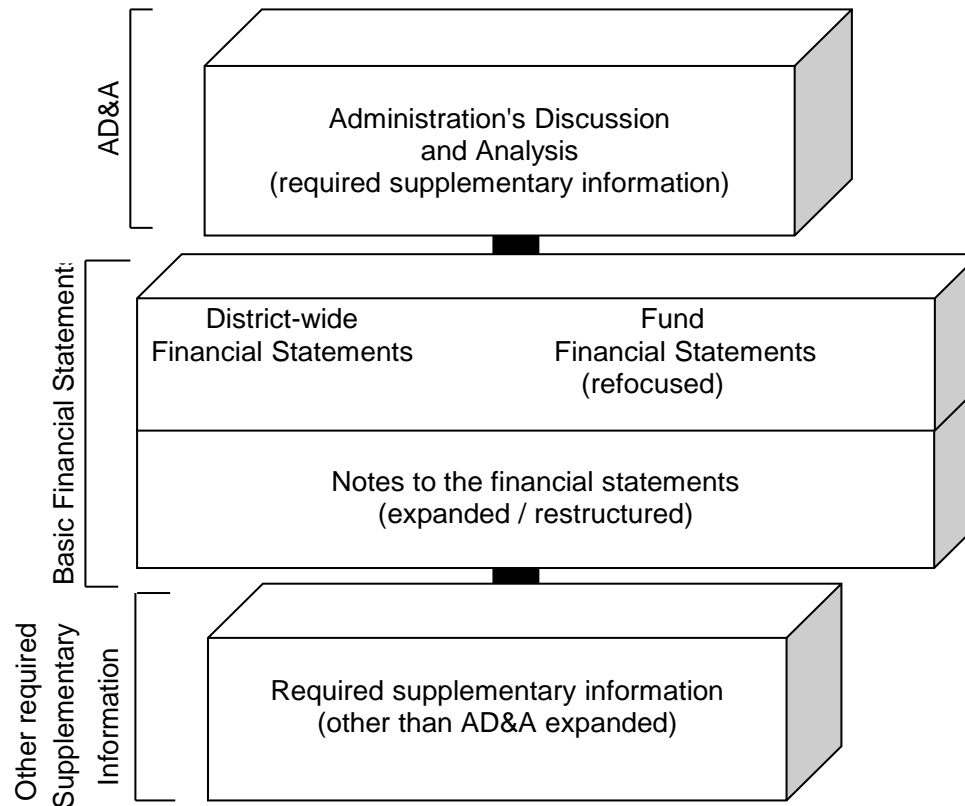 AD&A
Administration's Discussion
and Analysis
(required supplementary information)
Basic Financial Statements
District-wide
Financial Statements
Fund
Financial Statements
(refocused)
Notes to the financial statements
(expanded / restructured)
Other required
Supplementary
Information
Required supplementary information
(other than AD&A expanded)